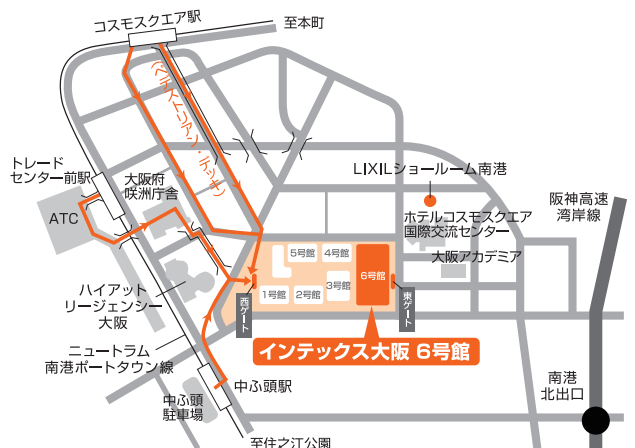 コスモスクエア駅
至本町
(ペデストリアン・デッキ)
トレード
センター前駅
大阪府
咲洲庁舎
ATC
LIXILショールーム南港
阪神高速
湾岸線
ホテルコスモスクエア
国際交流センター
大阪アカデミア
5号館
4号館
6号館
3号館
1号館
2号館
西ゲート
東ゲート
ハイアット
リージェンシー
大阪
インテックス大阪 6号館
ニュートラム
南港ポートタウン線
中ふ頭駅
中ふ頭
駐車場
南港
北出口
至住之江公園